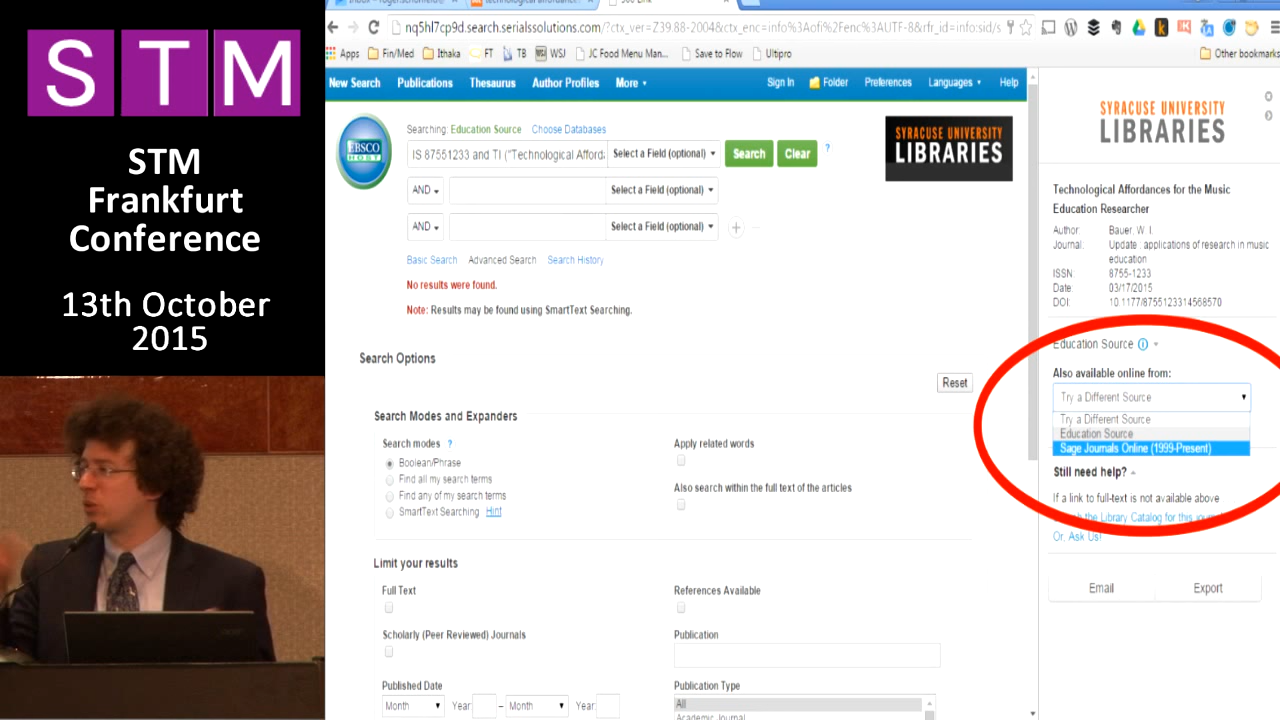 STM
STM
Frankfurt
Conference
13th October
2015
nq5hl7cp9d.search.serialssolutions.com/?ctx_ver=Z39.88-2004&ctx_enc=info%3Aofi%2Fenc%3AUTF-8&rfr_id=info:sid/s
Apps Fin/Med Ithaka FT TB WSJ JC Food Menu Man... Save to Flow Ultipro Other bookmarks
New Search Publications Thesaurus Author Profiles More Sign In Folder Preferences Languages Help
EBSCO
HOST
Searching: Education Source Choose Databases
IS 87551233 and TI ("Technological Afford Select a Field (optional) Search Clear ?
AND Select a Field (optional)
AND Select a Field (optional)
Basic Search Advanced Search Search History
No results were found.
Note: Results may be found using SmartText Searching.
SYRACUSE UNIVERSITY
LIBRARIES
Search Options
Reset
Search Modes and Expanders
Search modes ?
Boolean/Phrase
Find all my search terms
Find any of my search terms
SmartText Searching Hint
Apply related words
Also search within the full text of the articles
Limit your results
Full Text
References Available
Scholarly (Peer Reviewed) Journals
Publication
Published Date
Month Year: – Month Year:
Publication Type
All
Academic Journal
SYRACUSE UNIVERSITY
LIBRARIES
Technological Affordances for the Music
Education Researcher
Author: Bauer, W. I.
Journal: Update : applications of research in music
education
ISSN: 8755-1233
Date: 03/17/2015
DOI: 10.1177/8755123314568570
Education Source
Also available online from:
Try a Different Source
Try a Different Source
Education Source
Sage Journals Online (1999-Present)
Still need help?
If a link to full-text is not available above
the Library Catalog for this
Or, Ask Us!
Email Export